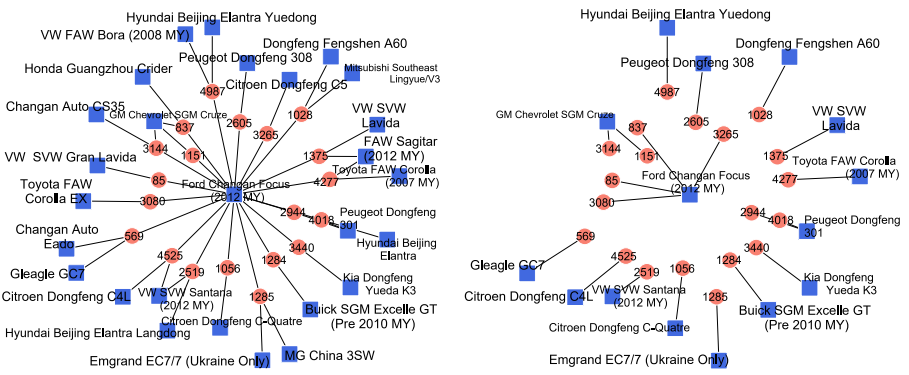 Hyundai Beijing Elantra Yuedong
VW FAW Bora (2008 MY)
Peugeot Dongfeng 308
Dongfeng Fengshen A60
Mitsubishi Southeast
Lingyue/V3
Honda Guangzhou Crider
4987
Citroen Dongfeng C5
Changan Auto CS35
GM Chevrolet SGM Cruze
837
2605
3265
1028
VW SVW
Lavida
3144
1151
1375
FAW Sagitar
(2012 MY)
VW SVW Gran Lavida
85
Ford Changan Focus
(2012 MY)
4277
Toyota FAW Corolla
(2007 MY)
Toyota FAW
Corolla EX
3080
2944
4018
Peugeot Dongfeng
301
Changan Auto
Eado
569
Hyundai Beijing
Elantra
3440
Gleagle GC7
4525
2519
1056
1284
Kia Dongfeng
Yueda K3
Citroen Dongfeng C4L
VW SVW Santana
(2012 MY)
1285
Buick SGM Excelle GT
(Pre 2010 MY)
Hyundai Beijing Elantra Langdong
Citroen Dongfeng C-Quatre
Emgrand EC7/7 (Ukraine Only)
MG China 3SW
Hyundai Beijing Elantra Yuedong
Dongfeng Fengshen A60
Peugeot Dongfeng 308
4987
GM Chevrolet SGM Cruze
837
2605
3265
1028
VW SVW
Lavida
3144
1151
1375
85
Ford Changan Focus
(2012 MY)
4277
Toyota FAW Corolla
(2007 MY)
3080
2944
4018
Peugeot Dongfeng
301
569
3440
Gleagle GC7
4525
2519
1056
1284
Kia Dongfeng
Yueda K3
Citroen Dongfeng C4L
VW SVW Santana
(2012 MY)
1285
Buick SGM Excelle GT
(Pre 2010 MY)
Citroen Dongfeng C-Quatre
Emgrand EC7/7 (Ukraine Only)